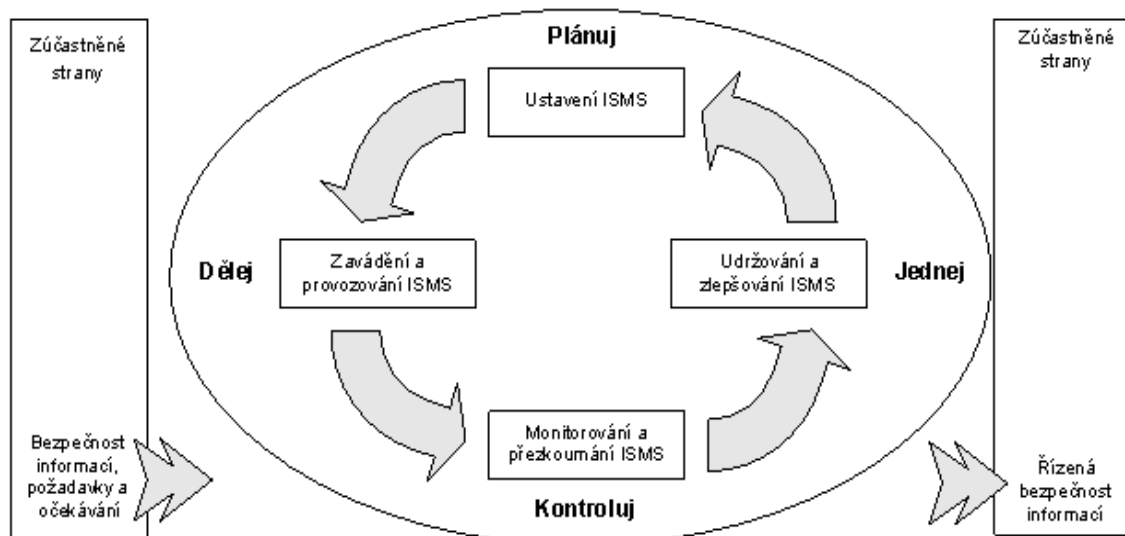 Zúčastněné
strany
Bezpečnost
informací,
požadavky a
očekávání
Plánuj
Ustavení ISMS
Dělej
Zavádění a
provozování ISMS
Udržování a
zlepšování ISMS
Jednej
Monitorování a
přezkoumání ISMS
Kontroluj
Zúčastněné
strany
Řízená
bezpečnost
informací